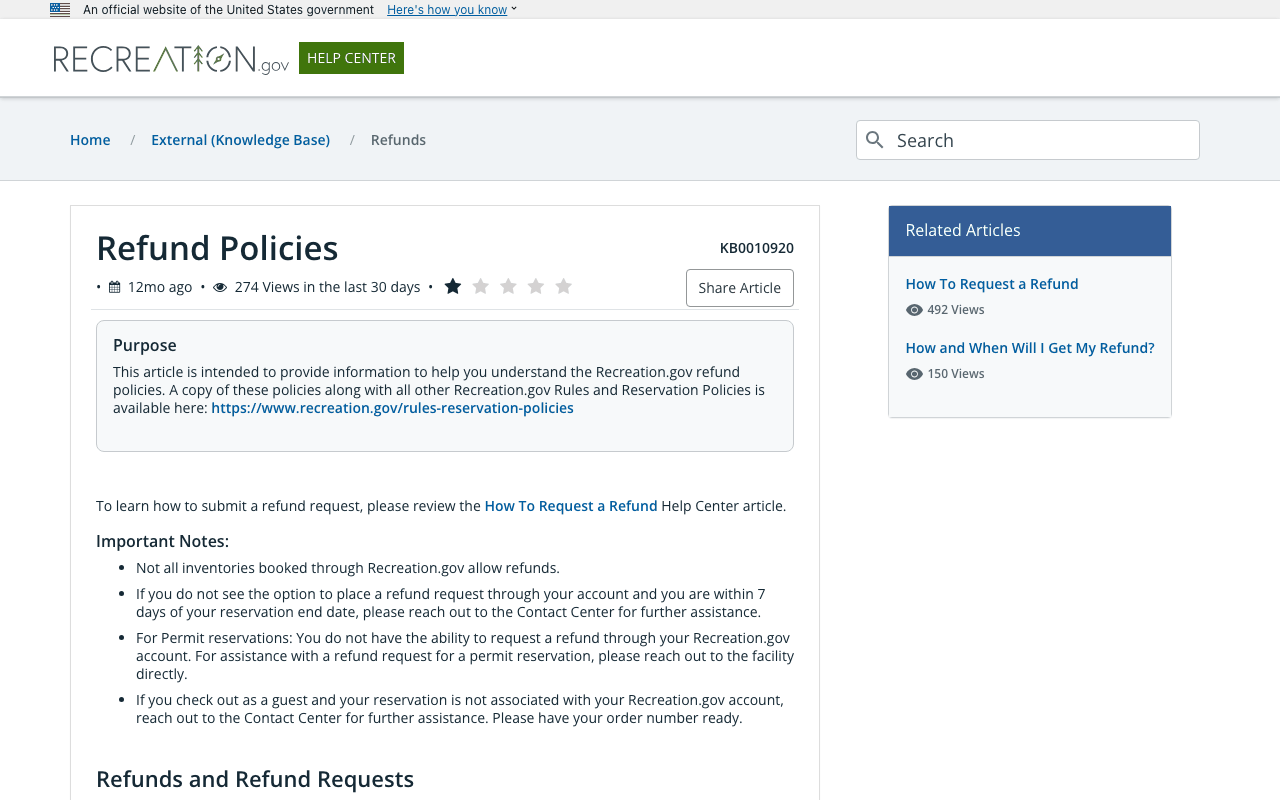 An official website of the United States government Here's how you know
RECREATION.gov HELP CENTER
Home / External (Knowledge Base) / Refunds
Search
Refund Policies
KB0010920
• 12mo ago • 274 Views in the last 30 days •
Share Article
Purpose
This article is intended to provide information to help you understand the Recreation.gov refund
policies. A copy of these policies along with all other Recreation.gov Rules and Reservation Policies is
available here: https://www.recreation.gov/rules-reservation-policies
To learn how to submit a refund request, please review the How To Request a Refund Help Center article.
Important Notes:
• Not all inventories booked through Recreation.gov allow refunds.
• If you do not see the option to place a refund request through your account and you are within 7
days of your reservation end date, please reach out to the Contact Center for further assistance.
• For Permit reservations: You do not have the ability to request a refund through your Recreation.gov
account. For assistance with a refund request for a permit reservation, please reach out to the facility
directly.
• If you check out as a guest and your reservation is not associated with your Recreation.gov account,
reach out to the Contact Center for further assistance. Please have your order number ready.
Refunds and Refund Requests
Related Articles
How To Request a Refund
492 Views
How and When Will I Get My Refund?
150 Views